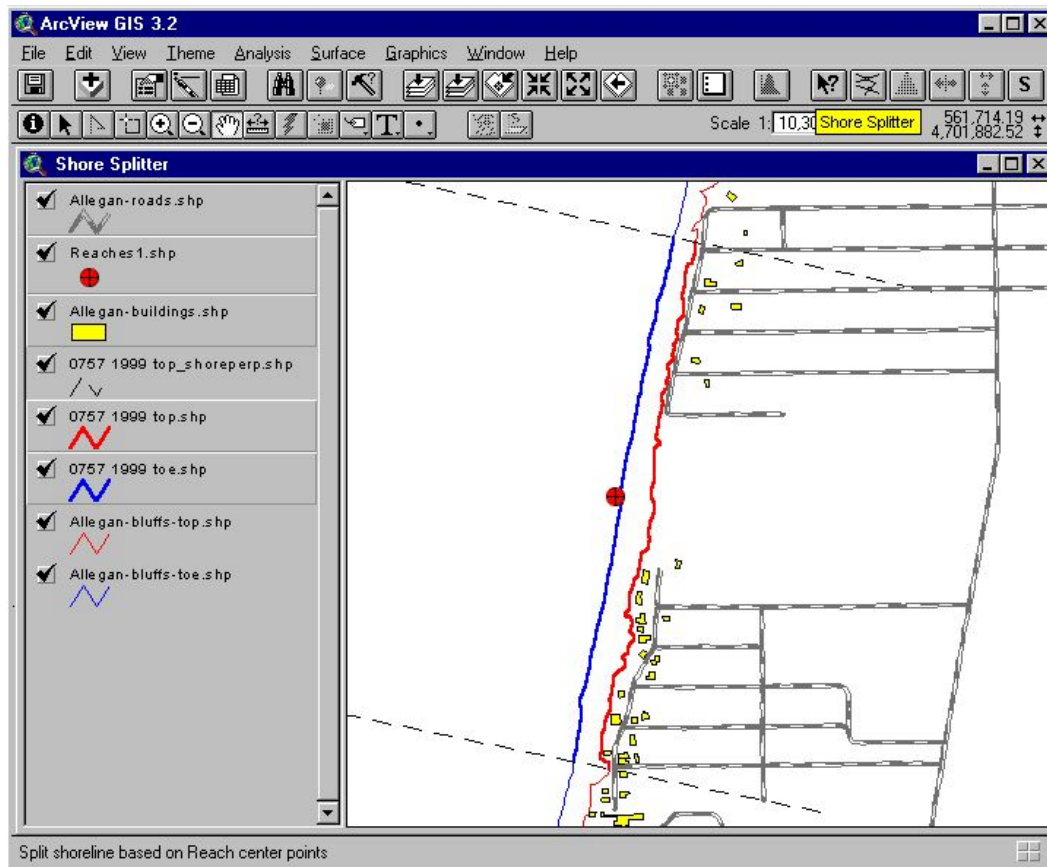 ArcView GIS 3.2
File Edit View Theme Analysis Surface Graphics Window Help
S
T
Scale 1: 10,30 Shore Splitter 561,714.19
4,701,882.52
Shore Splitter
Allegan-roads.shp
Reaches1.shp
Allegan-buildings.shp
0757 1999 top_shoreperp.shp
0757 1999 top.shp
0757 1999 toe.shp
Allegan-bluffs-top.shp
Allegan-bluffs-toe.shp
Split shoreline based on Reach center points